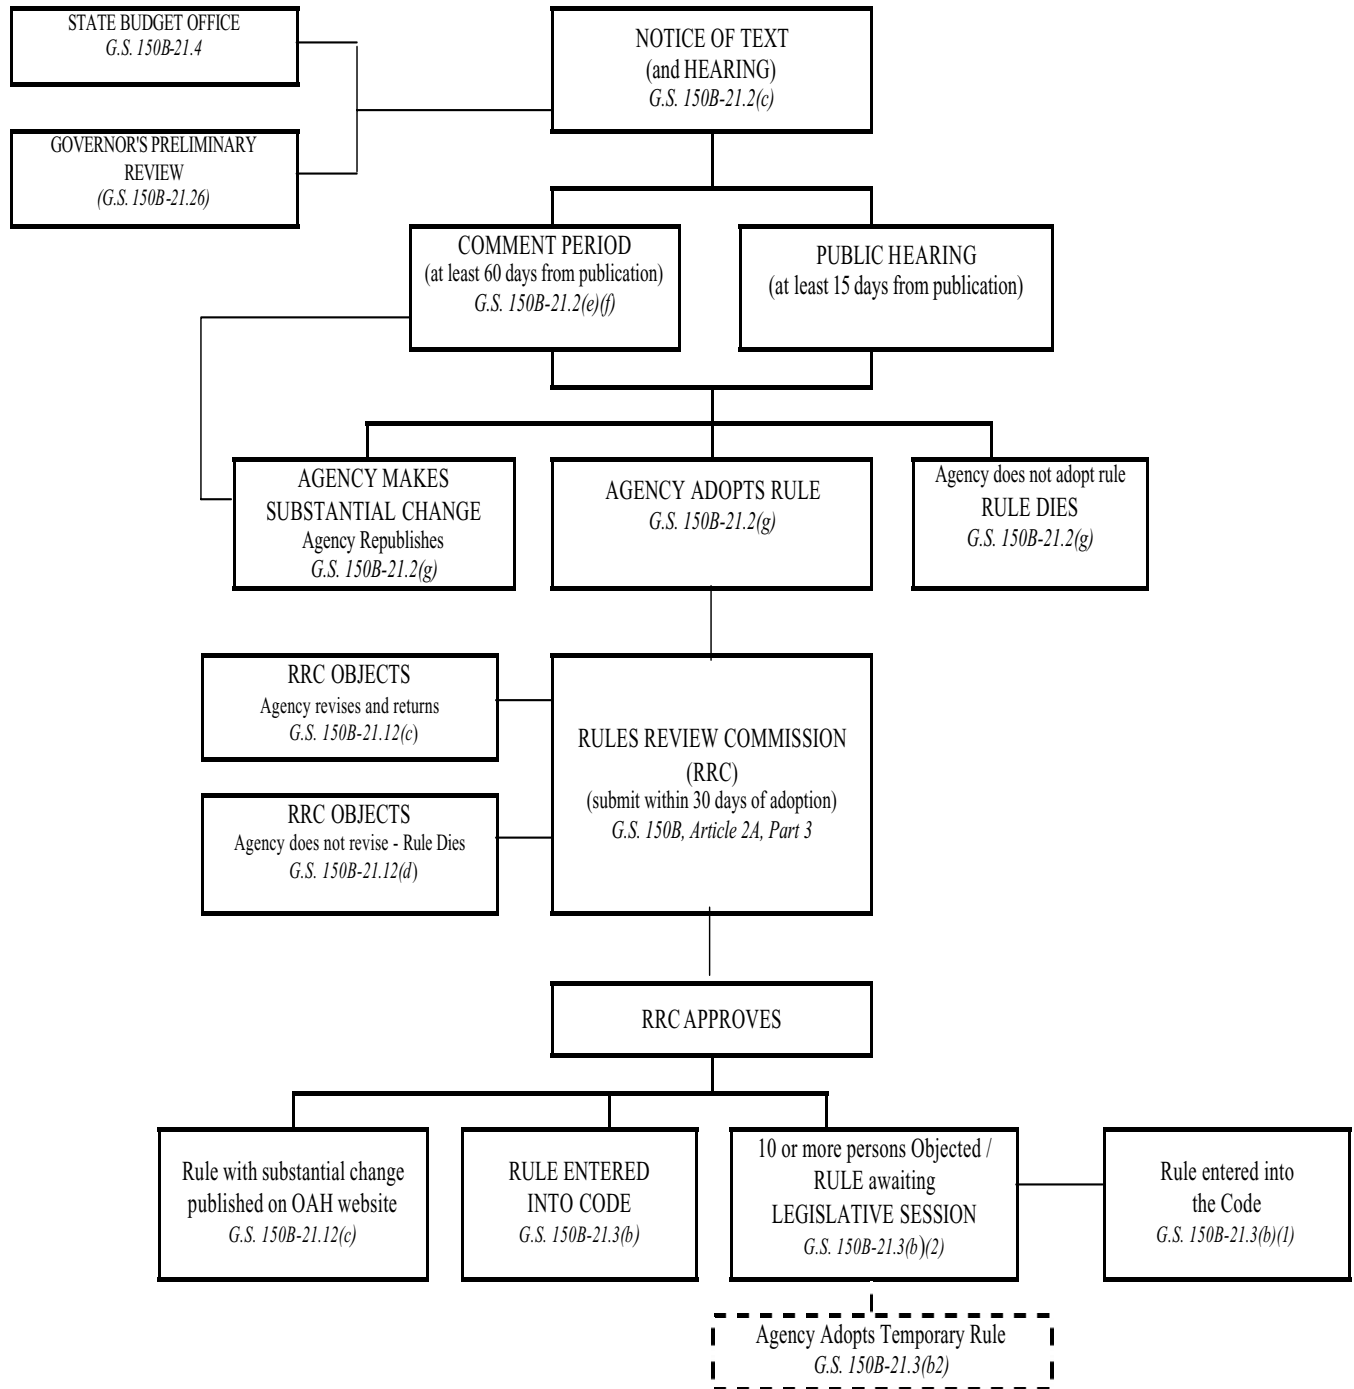 STATE BUDGET OFFICE
G.S. 150B-21.4
NOTICE OF TEXT
(and HEARING)
G.S. 150B-21.2(c)
GOVERNOR'S PRELIMINARY
REVIEW
(G.S. 150B-21.26)
COMMENT PERIOD
(at least 60 days from publication)
G.S. 150B-21.2(e)(f)
PUBLIC HEARING
(at least 15 days from publication)
AGENCY MAKES
SUBSTANTIAL CHANGE
Agency Republishes
G.S. 150B-21.2(g)
AGENCY ADOPTS RULE
G.S. 150B-21.2(g)
Agency does not adopt rule
RULE DIES
G.S. 150B-21.2(g)
RRC OBJECTS
Agency revises and returns
G.S. 150B-21.12(c)
RRC OBJECTS
Agency does not revise - Rule Dies
G.S. 150B-21.12(d)
RULES REVIEW COMMISSION
(RRC)
(submit within 30 days of adoption)
G.S. 150B, Article 2A, Part 3
RRC APPROVES
Rule with substantial change
published on OAH website
G.S. 150B-21.12(c)
RULE ENTERED
INTO CODE
G.S. 150B-21.3(b)
10 or more persons Objected /
RULE awaiting
LEGISLATIVE SESSION
G.S. 150B-21.3(b)(2)
Rule entered into
the Code
G.S. 150B-21.3(b)(1)
Agency Adopts Temporary Rule
G.S. 150B-21.3(b2)